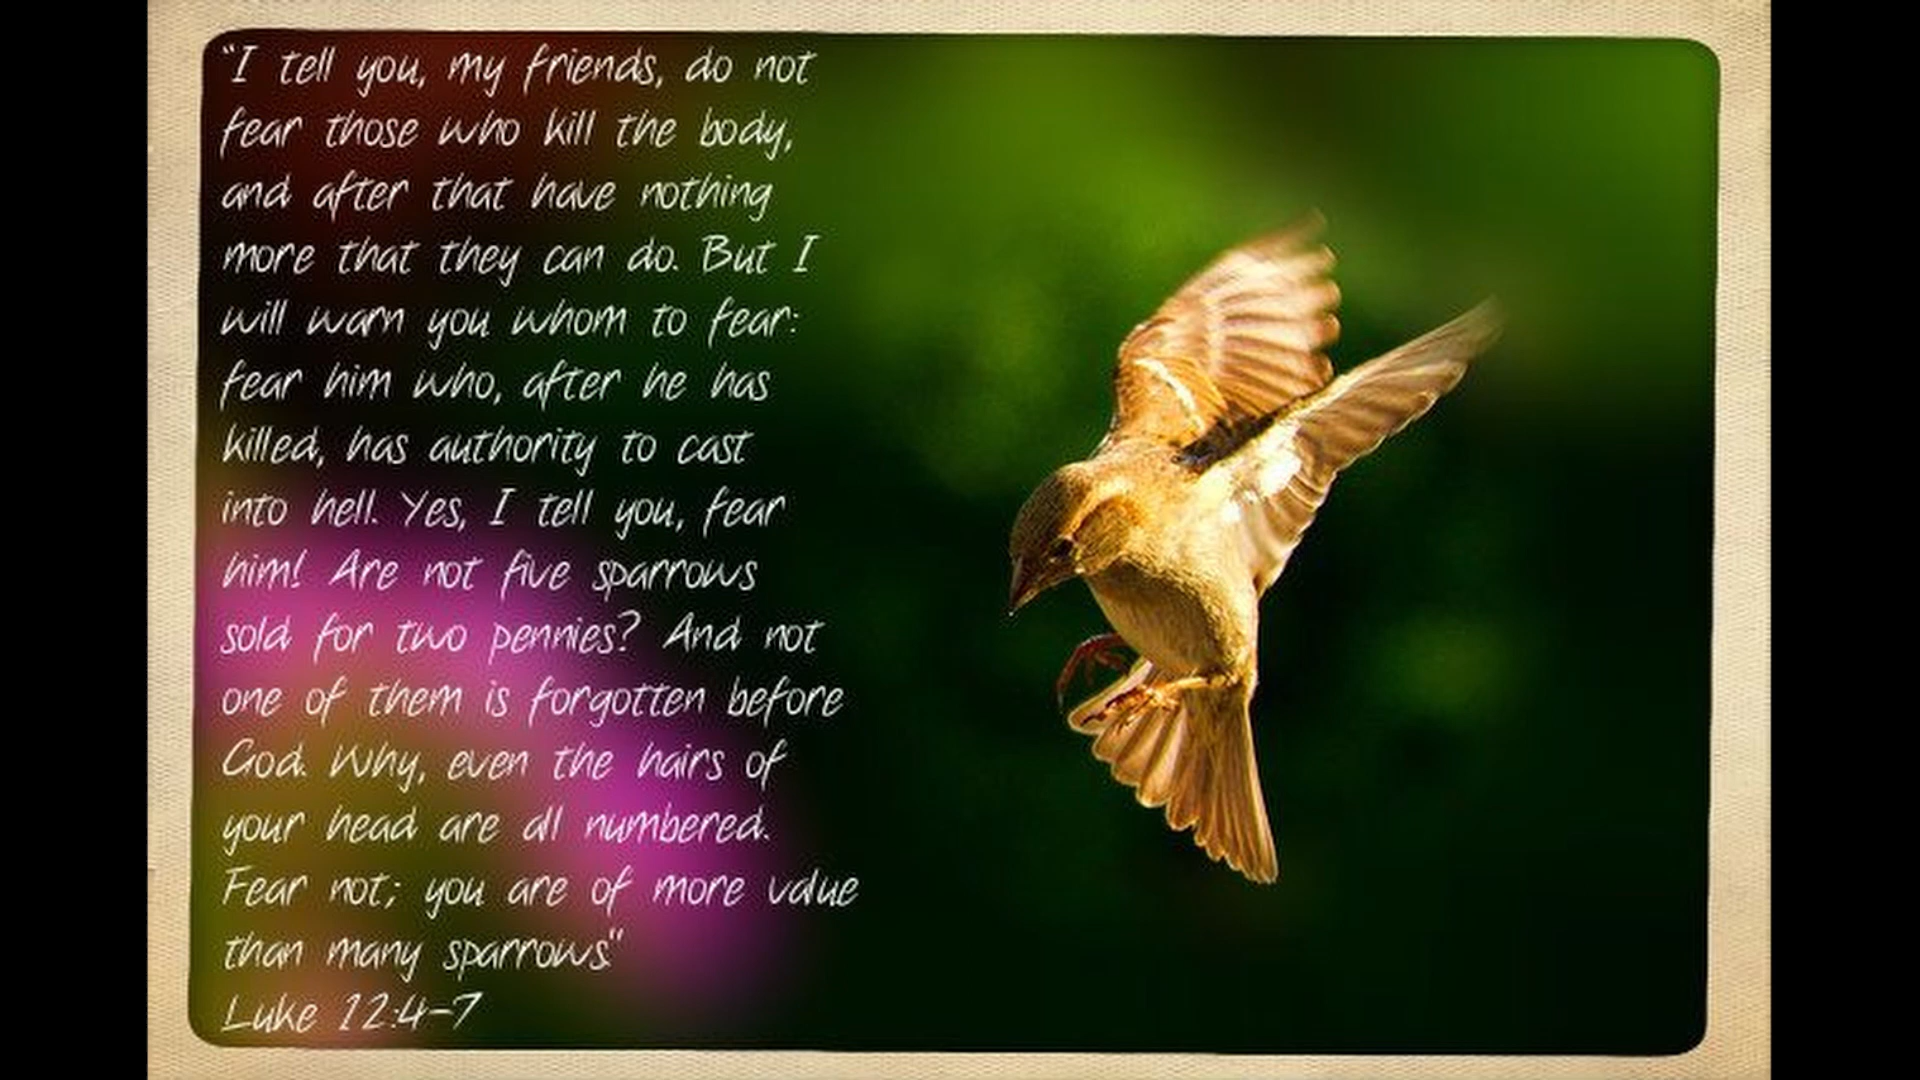 “I tell you, my friends, do not
fear those who kill the body,
and after that have nothing
more that they can do. But I
will warn you whom to fear:
fear him who, after he has
killed, has authority to cast
into hell. Yes, I tell you, fear
him! Are not five sparrows
sold for two pennies? And not
one of them is forgotten before
God. Why, even the hairs of
your head are all numbered.
Fear not; you are of more value
than many sparrows.“
Luke 12:4-7